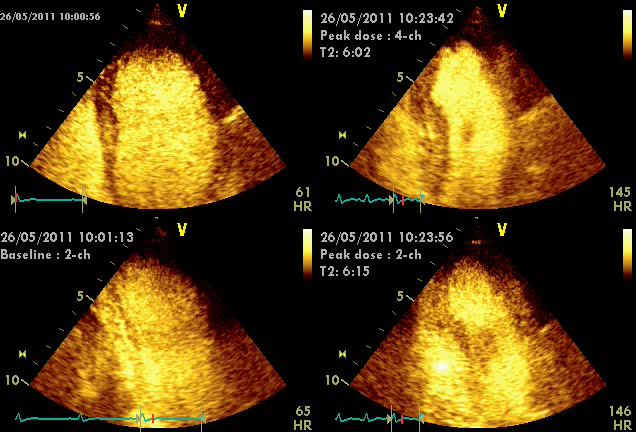 26/05/2011 10:00:56
V
5
10
61
HR
26/05/2011 10:23:42
Peak dose : 4-ch
T2: 6:02
V
5
10
145
HR
26/05/2011 10:01:13
Baseline : 2-ch
V
5
10
65
HR
26/05/2011 10:23:56
Peak dose : 2-ch
T2: 6:15
V
5
10
146
HR